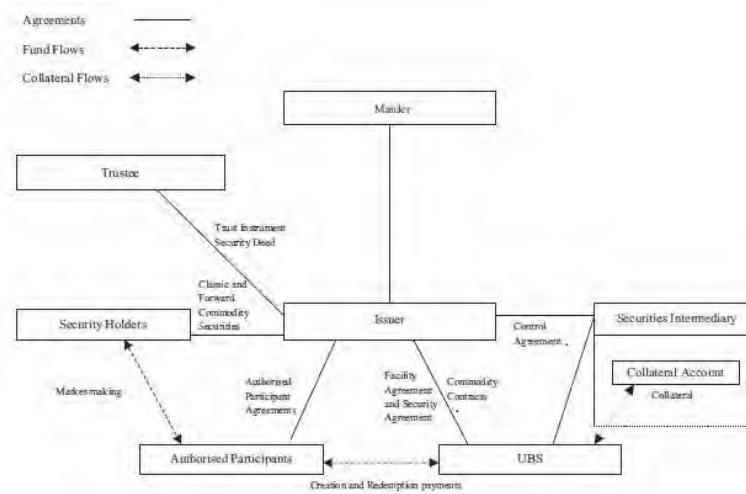 Agreements
Fund Flows
Collateral Flows
Trustee
Trust Instrument
Security Deed
Classic and
Forward
Commodity
Securities
Security Holders
Issuer
Securities Intermediary
Control
Agreement
Collateral Account
Collateral
Market-making
Authorised
Participant
Agreements
Facility
Agreement
and Security
Agreement
Commodity
Contracts
Authorised Participants
UBS
Creation and Redemption payments